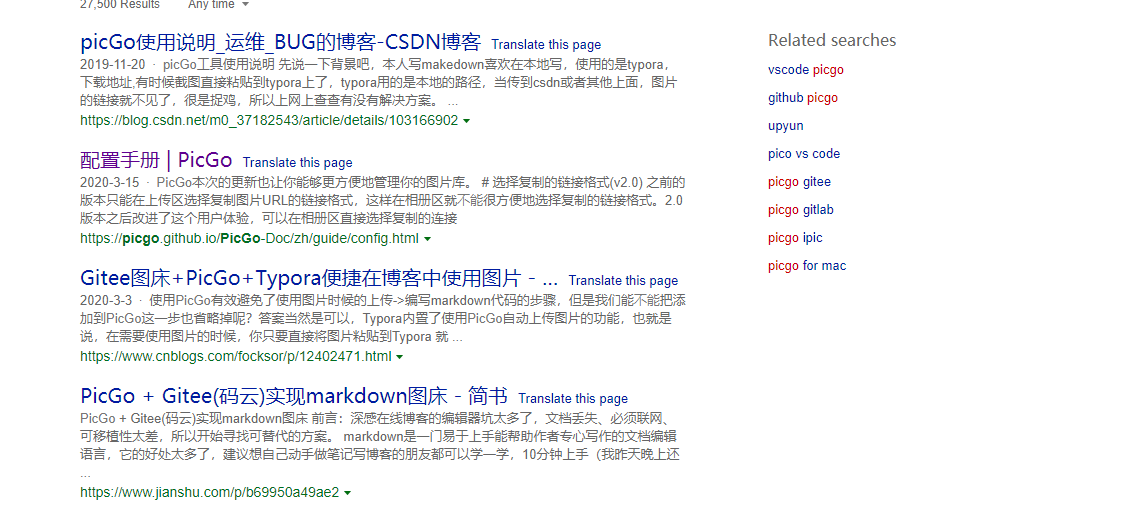 27,500 Results Any time
picGo使用说明_运维_BUG的博客-CSDN博客 Translate this page
2019-11-20 · picGo工具使用说明 先说一下背景吧，本人写makedown喜欢在本地写，使用的是typora，
下载地址,有时候截图直接粘贴到typora上了，typora用的是本地的路径，当传到csdn或者其他上面，图片
的链接就不见了，很是捉鸡，所以上网上查查有没有解决方案。 ...
https://blog.csdn.net/m0_37182543/article/details/103166902
配置手册 | PicGo Translate this page
2020-3-15 · PicGo本次的更新也让你能够更方便地管理你的图片库。 # 选择复制的链接格式(v2.0) 之前的
版本只能在上传区选择复制图片URL的链接格式，这样在相册区就不能很方便地选择复制的链接格式。2.0
版本之后改进了这个用户体验，可以在相册区直接选择复制的连接
https://picgo.github.io/PicGo-Doc/zh/guide/config.html
Gitee图床+PicGo+Typora便捷在博客中使用图片 - ... Translate this page
2020-3-3 · 使用PicGo有效避免了使用图片时候的上传->编写markdown代码的步骤，但是我们能不能把添
加到PicGo这一步也省略掉呢？答案当然是可以，Typora内置了使用PicGo自动上传图片的功能，也就是
说，在需要使用图片的时候，你只要直接将图片粘贴到Typora 就 ...
https://www.cnblogs.com/focksor/p/12402471.html
PicGo + Gitee(码云)实现markdown图床 - 简书 Translate this page
PicGo + Gitee(码云)实现markdown图床 前言：深感在线博客的编辑器坑太多了，文档丢失、必须联网、
可移植性太差，所以开始寻找可替代的方案。 markdown是一门易于上手能帮助作者专心写作的文档编辑
语言，它的好处太多了，建议想自己动手做笔记写博客的朋友都可以学一学，10分钟上手（我昨天晚上还
...
https://www.jianshu.com/p/b69950a49ae2
Related searches
vscode picgo
github picgo
upyun
pico vs code
picgo gitee
picgo gitlab
picgo ipic
picgo for mac